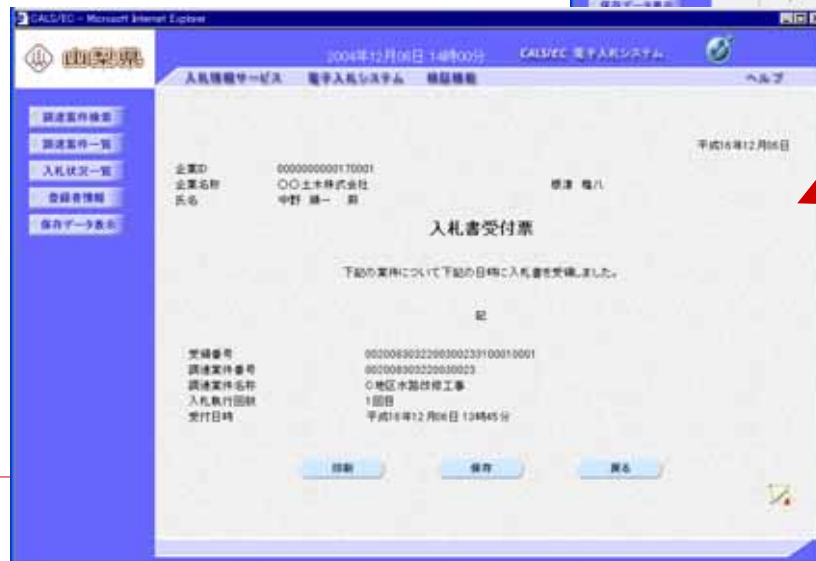 CALS/EC - Microsoft Internet Explorer
山梨県
2004年12月06日 14時00分
CALS/EC 電子入札システム
入札情報サービス 電子入札システム 検証機能 ヘルプ
調達案件検索
調達案件一覧
入札状況一覧
登録者情報
保存データ表示
平成16年12月06日
企業ID 0000000000170001
企業名称 〇〇土木株式会社
氏名 中野 殿
入札書受付票
下記の案件について下記の日時に入札書を受領しました。
記
受領番号
調達案件番号
調達案件名称 C地区水路改修工事
入札執行回数 1回目
受付日時 平成16年12月06日 13時45分
印刷 保存 戻る